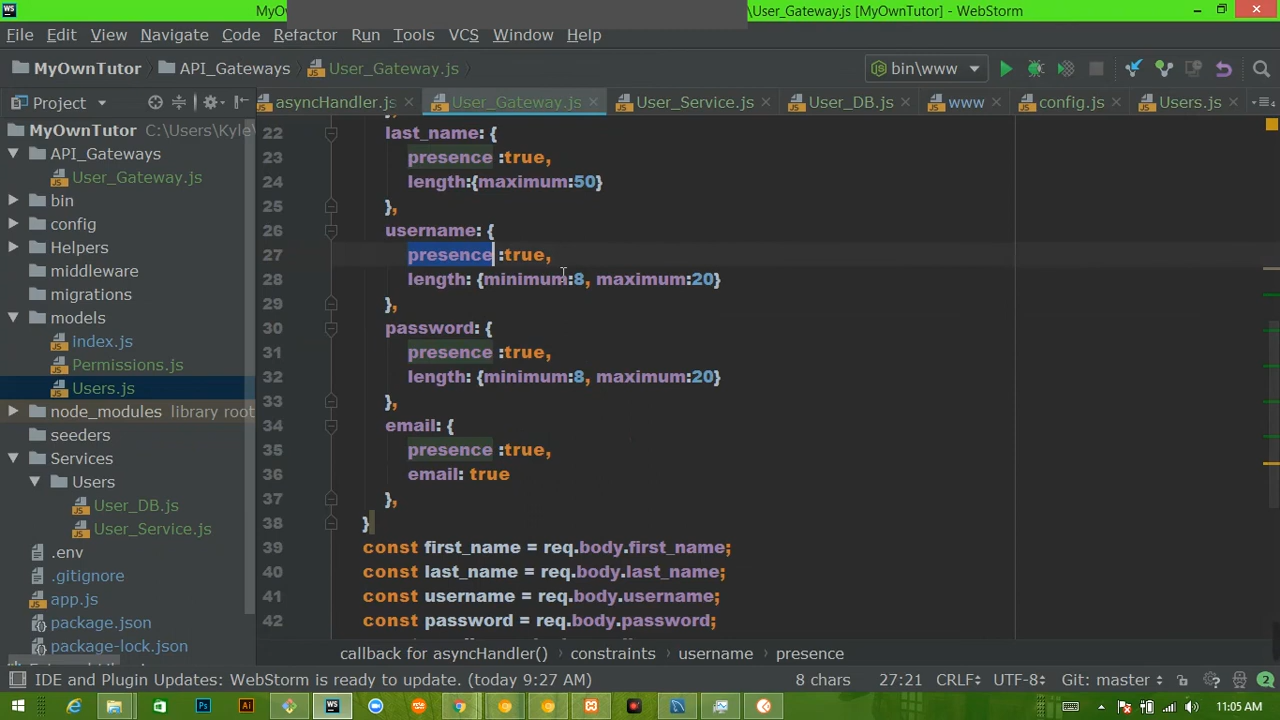 MyOwn \User_Gateway.js [MyOwnTutor] - WebStorm
File Edit View Navigate Code Refactor Run Tools VCS Window Help
MyOwnTutor API_Gateways User_Gateway.js bin\www
Project asyncHandler.js User_Gateway.js User_Service.js User_DB.js www config.js Users.js
MyOwnTutor C:\Users\Kyle
API_Gateways
User_Gateway.js
bin
config
Helpers
middleware
migrations
models
index.js
Permissions.js
Users.js
node_modules library root
seeders
Services
Users
User_DB.js
User_Service.js
.env
.gitignore
app.js
package.json
package-lock.json
22 last_name: {
23 presence :true,
24 length:{maximum:50}
25 },
26 username: {
27 presence :true,
28 length: {minimum:8, maximum:20}
29 },
30 password: {
31 presence :true,
32 length: {minimum:8, maximum:20}
33 },
34 email: {
35 presence :true,
36 email: true
37 },
38 }
39 const first_name = req.body.first_name;
40 const last_name = req.body.last_name;
41 const username = req.body.username;
42 const password = req.body.password;
callback for asyncHandler() constraints username presence
IDE and Plugin Updates: WebStorm is ready to update. (today 9:27 AM) 8 chars 27:21 CRLF UTF-8 Git: master 2
11:05 AM